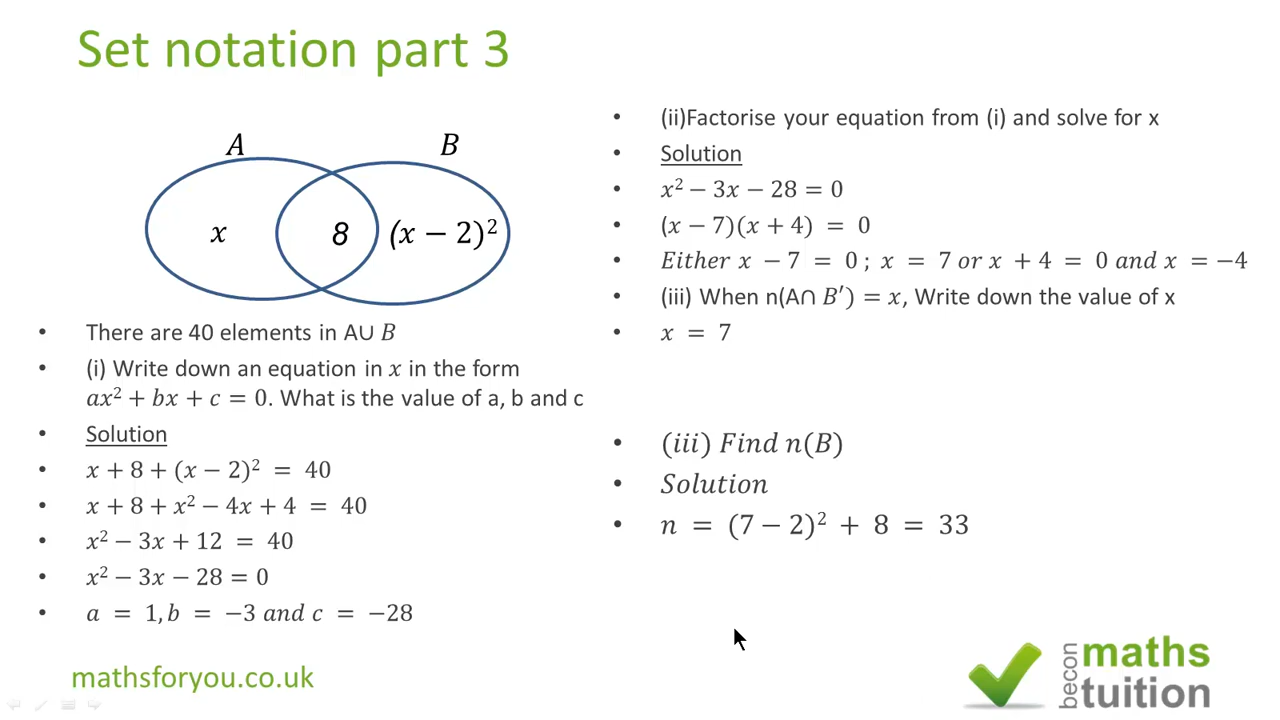 Set notation part 3
A
B
x
8
(x − 2)²
• There are 40 elements in A∪ B
• (i) Write down an equation in x in the form
ax² + bx + c = 0. What is the value of a, b and c
• Solution
• x + 8 + (x − 2)² = 40
• x + 8 + x² − 4x + 4 = 40
• x² − 3x + 12 = 40
• x² − 3x − 28 = 0
• a = 1, b = −3 and c = −28
mathsforyou.co.uk
• (ii)Factorise your equation from (i) and solve for x
• Solution
• x² − 3x − 28 = 0
• (x − 7)(x + 4) = 0
• Either x − 7 = 0 ; x = 7 or x + 4 = 0 and x = −4
• (iii) When n(A∩ B′) = x, Write down the value of x
• x = 7
• (iii) Find n(B)
• Solution
• n = (7 − 2)² + 8 = 33
becon
maths
tuition